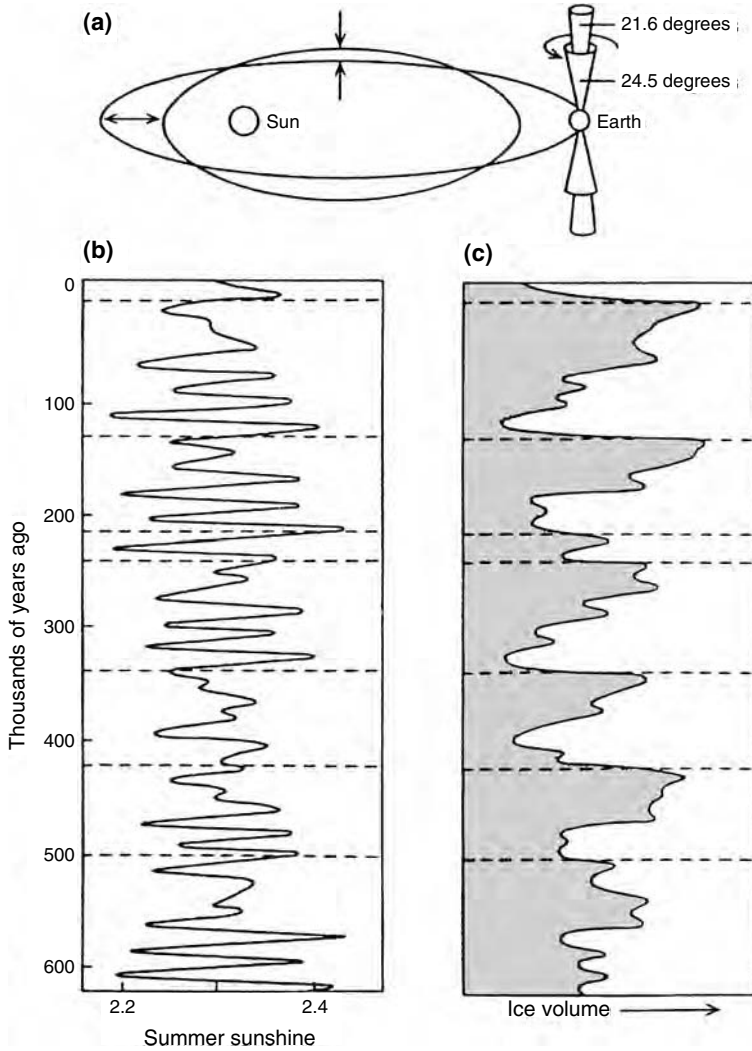 (a)
21.6 degrees
24.5 degrees
Sun
Earth
(b)
(c)
0
100
200
300
400
500
600
Thousands of years ago
2.2
2.4
Summer sunshine
Ice volume